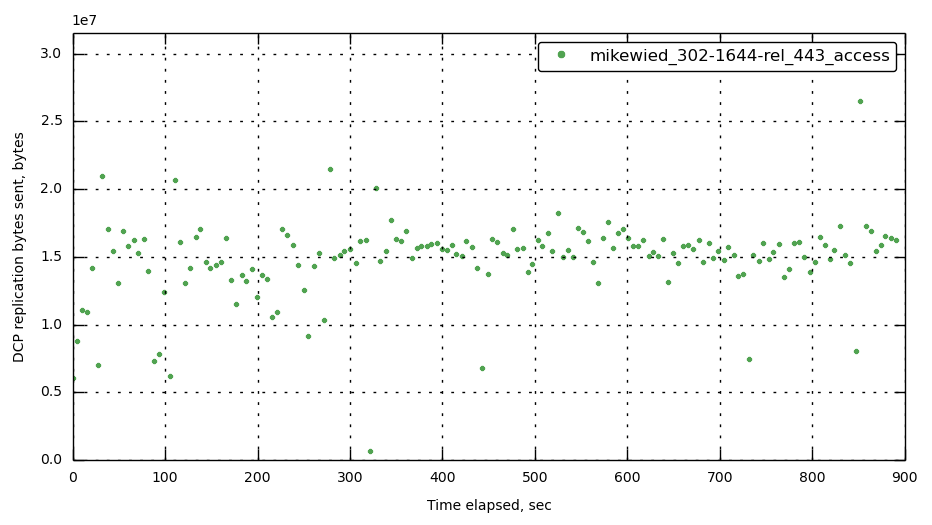 1e7
3.0
mikewied_302-1644-rel_443_access
2.5
2.0
1.5
1.0
0.5
0.0
DCP replication bytes sent, bytes
0 100 200 300 400 500 600 700 800 900
Time elapsed, sec